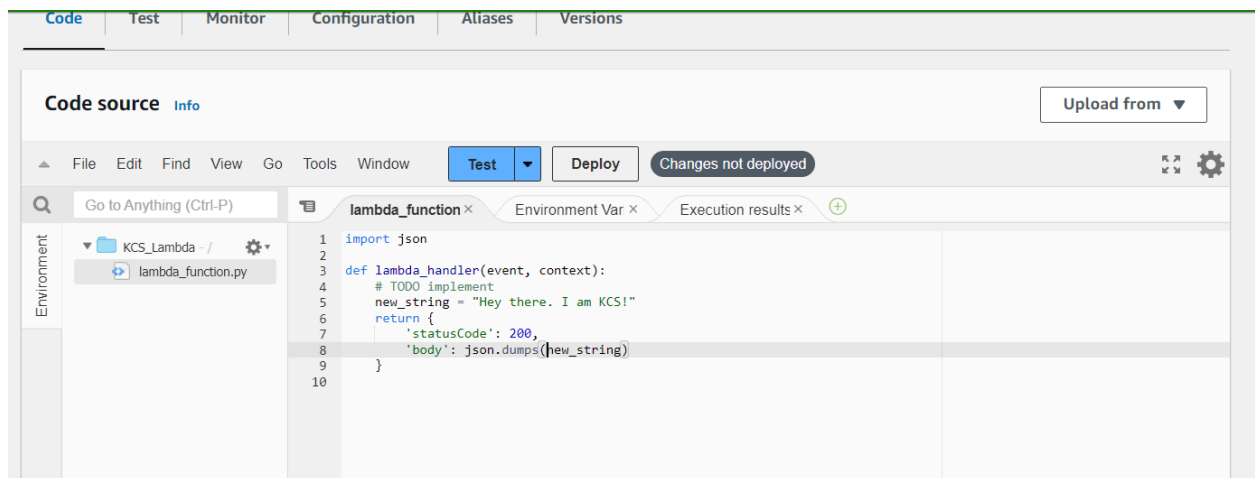 Code Test Monitor Configuration Aliases Versions
Code source Info Upload from
File Edit Find View Go Tools Window Test Deploy Changes not deployed
Go to Anything (Ctrl-P) lambda_function Environment Var Execution results
Environment
KCS_Lambda - /
lambda_function.py
1 import json
2
3 def lambda_handler(event, context):
4     # TODO implement
5     new_string = "Hey there. I am KCS!"
6     return {
7         'statusCode': 200,
8         'body': json.dumps(new_string)
9     }
10